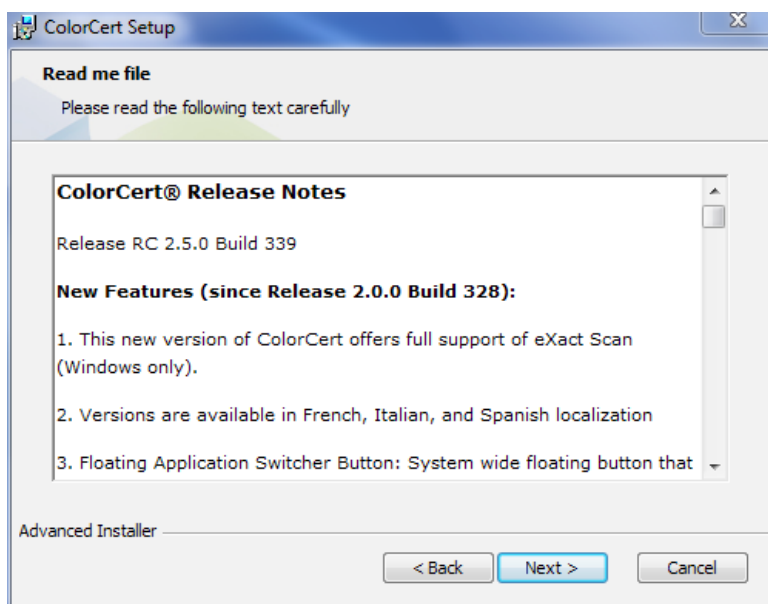 ColorCert Setup
Read me file
Please read the following text carefully
ColorCert® Release Notes
Release RC 2.5.0 Build 339
New Features (since Release 2.0.0 Build 328):
1. This new version of ColorCert offers full support of eXact Scan
(Windows only).
2. Versions are available in French, Italian, and Spanish localization
3. Floating Application Switcher Button: System wide floating button that
Advanced Installer
< Back
Next >
Cancel